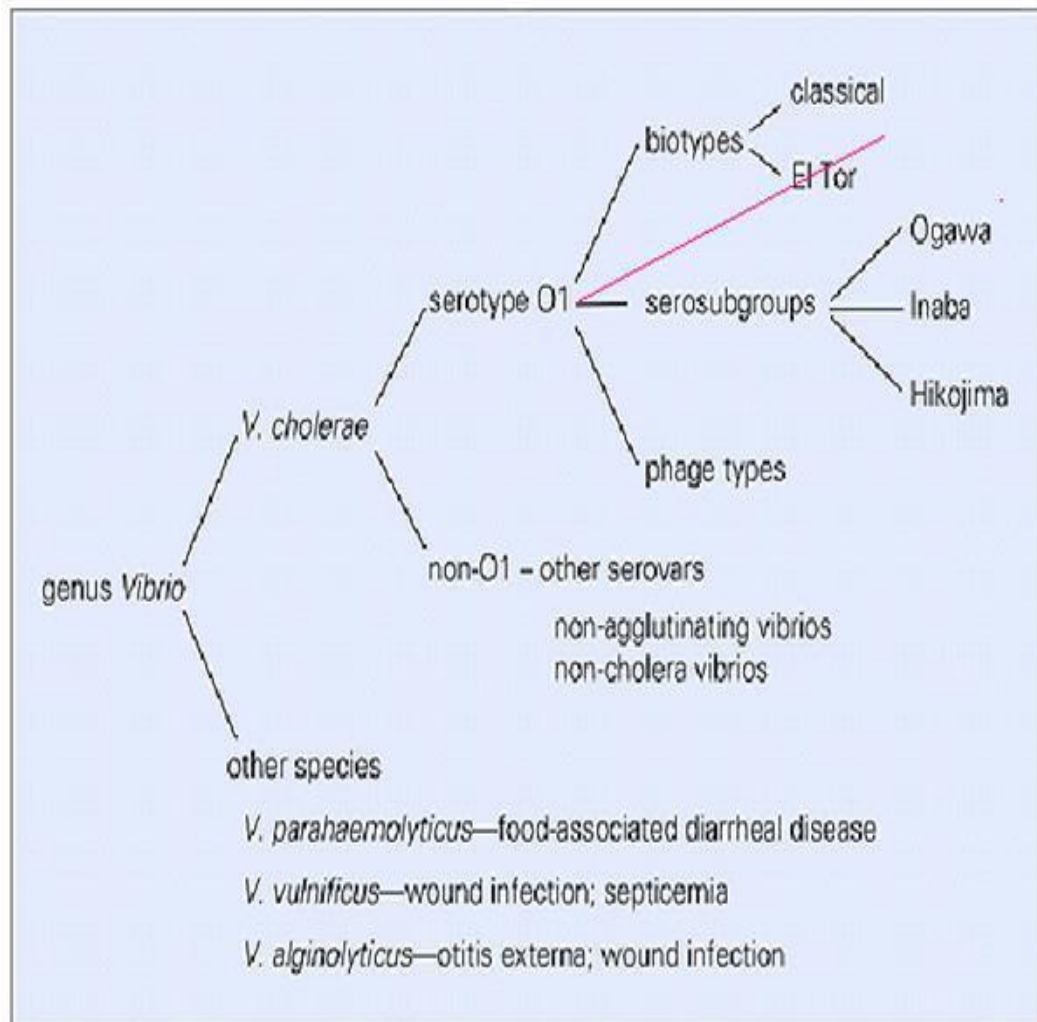 classical
biotypes
El Tor
Ogawa
serotype O1
serosubgroups
Inaba
Hikojima
V. cholerae
phage types
non-O1 – other serovars
genus Vibrio
non-agglutinating vibrios
non-cholera vibrios
other species
V. parahaemolyticus—food-associated diarrheal disease
V. vulnificus—wound infection; septicemia
V. alginolyticus—otitis externa; wound infection